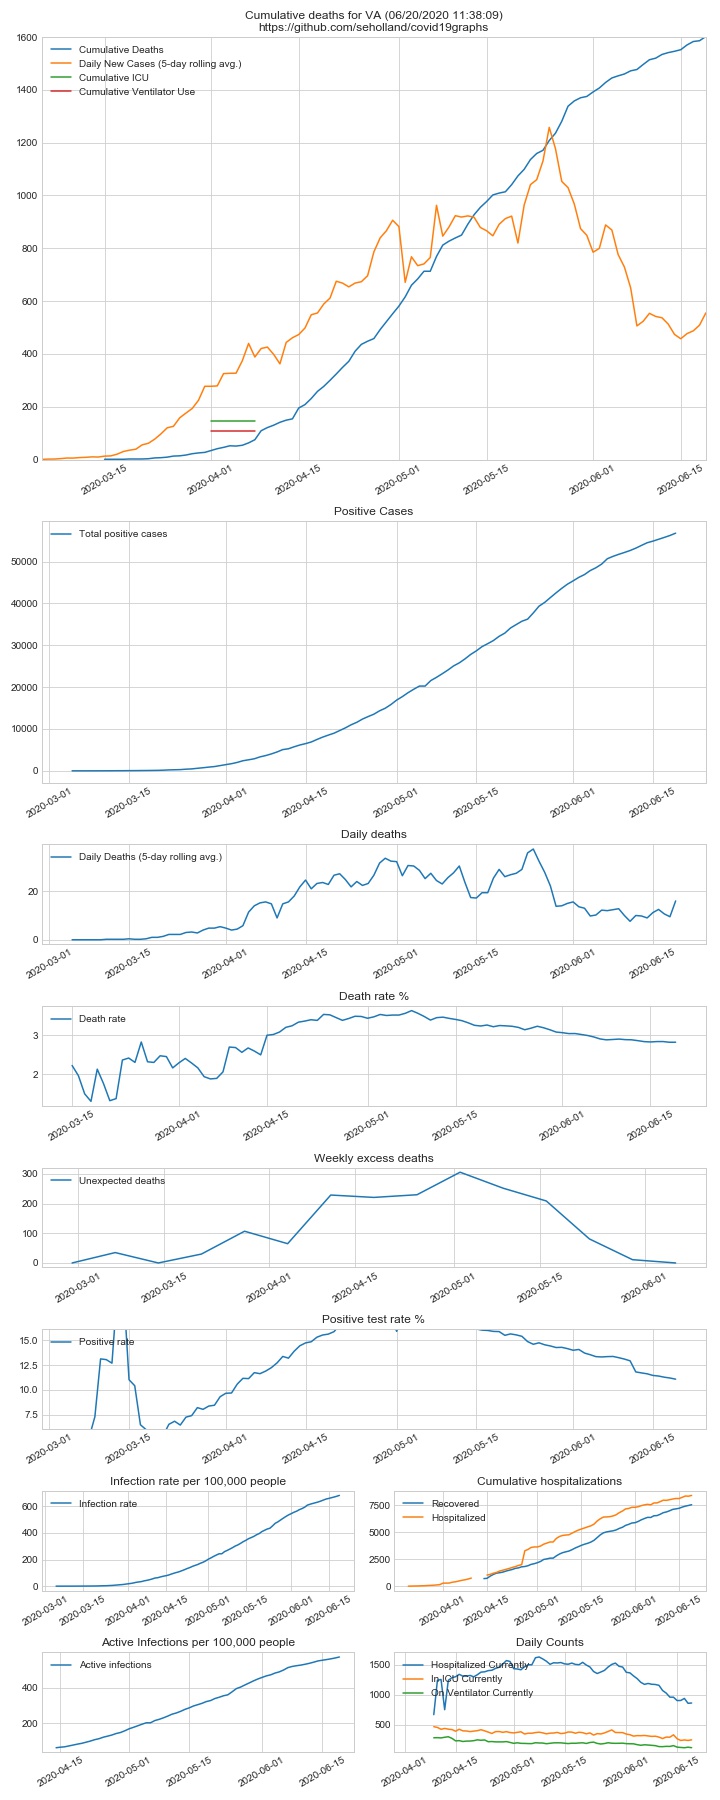 Cumulative deaths for VA (06/20/2020 11:38:09)
https://github.com/seholland/covid19graphs
Cumulative Deaths
Daily New Cases (5-day rolling avg.)
Cumulative ICU
Cumulative Ventilator Use
1600
1400
1200
1000
800
600
400
200
0
2020-03-15 2020-04-01 2020-04-15 2020-05-01 2020-05-15 2020-06-01 2020-06-15
Positive Cases
Total positive cases
50000
40000
30000
20000
10000
0
2020-03-01 2020-03-15 2020-04-01 2020-04-15 2020-05-01 2020-05-15 2020-06-01 2020-06-15
Daily deaths
Daily Deaths (5-day rolling avg.)
20
0
2020-03-01 2020-03-15 2020-04-01 2020-04-15 2020-05-01 2020-05-15 2020-06-01 2020-06-15
Death rate %
Death rate
3
2
2020-03-15 2020-04-01 2020-04-15 2020-05-01 2020-05-15 2020-06-01 2020-06-15
Weekly excess deaths
Unexpected deaths
300
200
100
0
2020-03-01 2020-03-15 2020-04-01 2020-04-15 2020-05-01 2020-05-15 2020-06-01
Positive test rate %
Positive rate
15.0
12.5
10.0
7.5
2020-03-01 2020-03-15 2020-04-01 2020-04-15 2020-05-01 2020-05-15 2020-06-01 2020-06-15
Infection rate per 100,000 people
Infection rate
600
400
200
0
2020-03-01 2020-03-15 2020-04-01 2020-04-15 2020-05-01 2020-05-15 2020-06-01 2020-06-15
Cumulative hospitalizations
Recovered
Hospitalized
7500
5000
2500
0
2020-04-01 2020-04-15 2020-05-01 2020-05-15 2020-06-01 2020-06-15
Active Infections per 100,000 people
Active infections
400
200
2020-04-15 2020-05-01 2020-05-15 2020-06-01 2020-06-15
Daily Counts
Hospitalized Currently
In ICU Currently
On Ventilator Currently
1500
1000
500
2020-04-01 2020-04-15 2020-05-01 2020-05-15 2020-06-01 2020-06-15